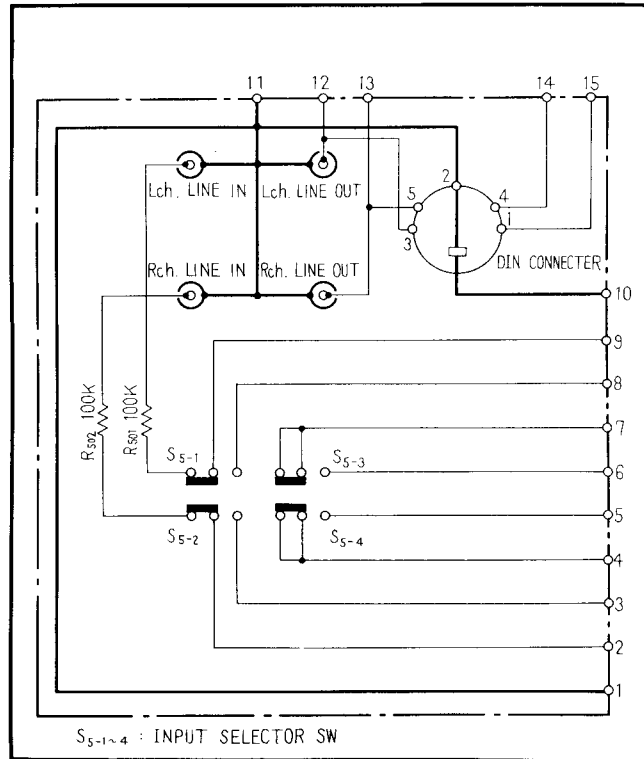 11 12 13 14 15
Lch. LINE IN Lch. LINE OUT
2
5 4
3 1
DIN CONNECTER
Rch. LINE IN Rch. LINE OUT
10
9
8
R502 100K R501 100K
7
S5-1 S5-3
6
5
S5-2 S5-4
4
3
2
1
S5-1~4 : INPUT SELECTOR SW